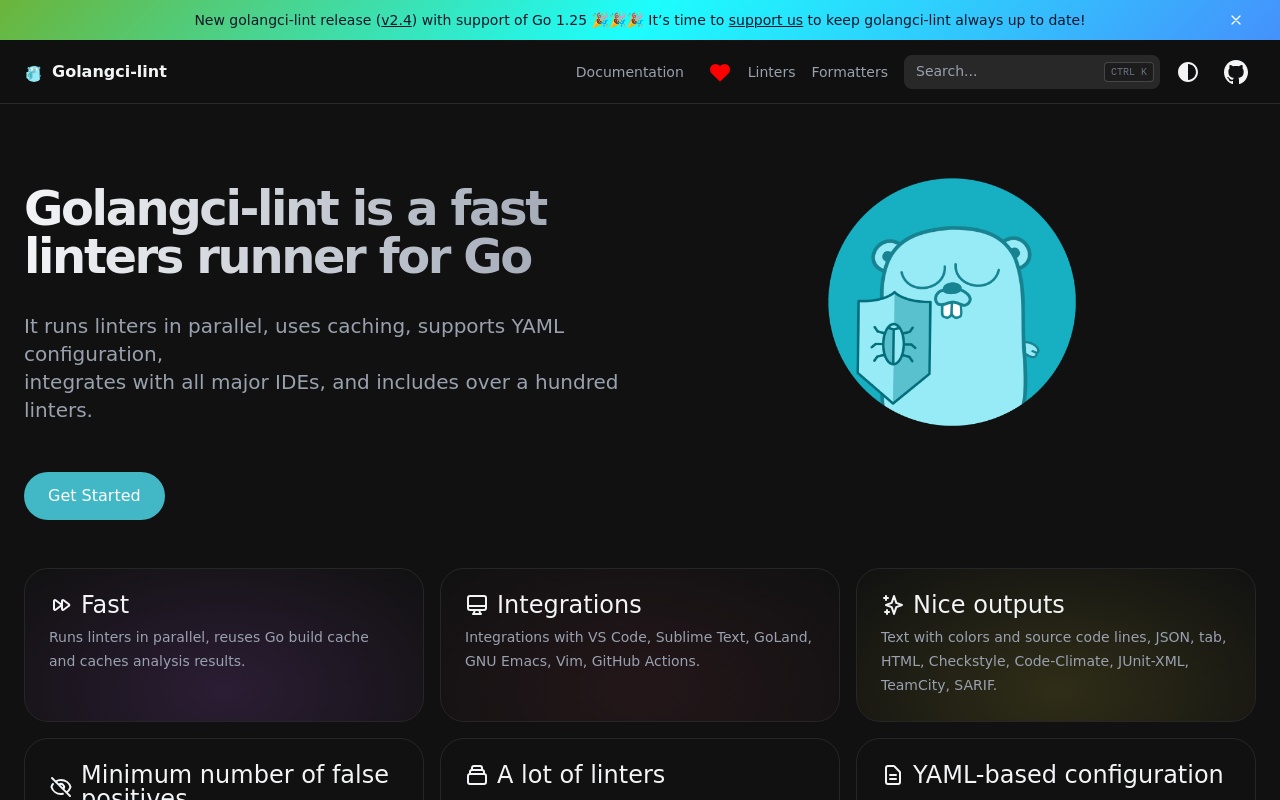 New golangci-lint release (v2.4) with support of Go 1.25 🎉🎉🎉 It’s time to support us to keep golangci-lint always up to date!
Golangci-lint
Documentation
Linters
Formatters
Search...
CTRL K
Golangci-lint is a fast
linters runner for Go
It runs linters in parallel, uses caching, supports YAML
configuration,
integrates with all major IDEs, and includes over a hundred
linters.
Get Started
Fast
Runs linters in parallel, reuses Go build cache
and caches analysis results.
Integrations
Integrations with VS Code, Sublime Text, GoLand,
GNU Emacs, Vim, GitHub Actions.
Nice outputs
Text with colors and source code lines, JSON, tab,
HTML, Checkstyle, Code-Climate, JUnit-XML,
TeamCity, SARIF.
Minimum number of false
positives
A lot of linters
YAML-based configuration